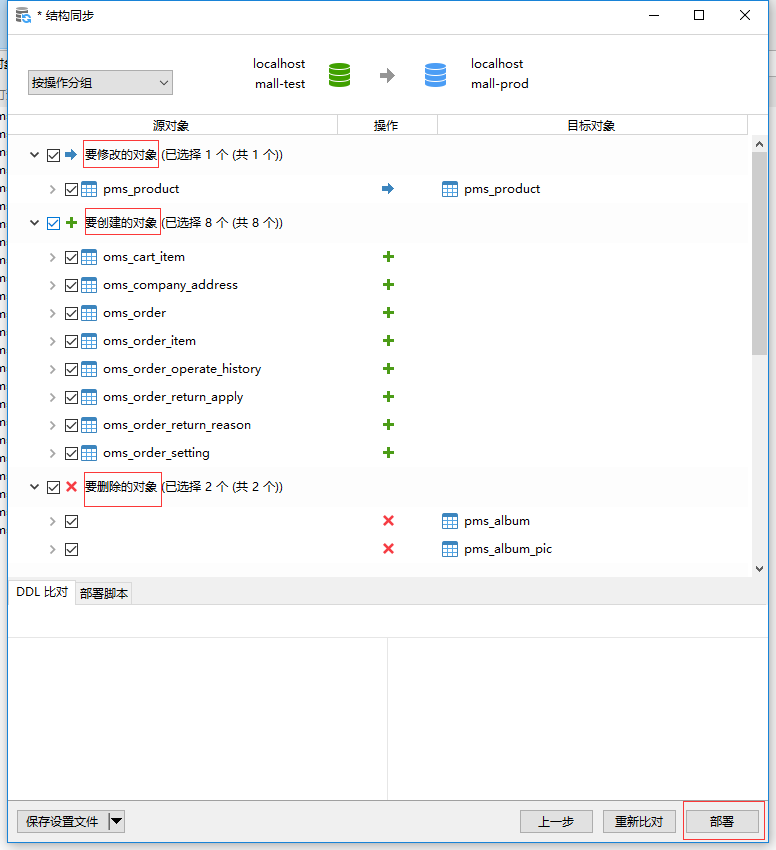 * 结构同步
按操作分组
localhost
mall-test
localhost
mall-prod
源对象 操作 目标对象
要修改的对象 (已选择 1 个 (共 1 个))
pms_product pms_product
要创建的对象 (已选择 8 个 (共 8 个))
oms_cart_item
oms_company_address
oms_order
oms_order_item
oms_order_operate_history
oms_order_return_apply
oms_order_return_reason
oms_order_setting
要删除的对象 (已选择 2 个 (共 2 个))
pms_album
pms_album_pic
DDL 比对 部署脚本
保存设置文件 上一步 重新比对 部署